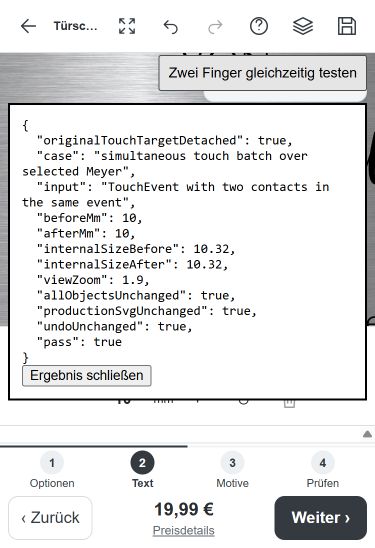 Türsc...
Zwei Finger gleichzeitig testen
{
"originalTouchTargetDetached": true,
"case": "simultaneous touch batch over
selected Meyer",
"input": "TouchEvent with two contacts in
the same event",
"beforeMm": 10,
"afterMm": 10,
"internalSizeBefore": 10.32,
"internalSizeAfter": 10.32,
"viewZoom": 1.9,
"allObjectsUnchanged": true,
"productionSvgUnchanged": true,
"undoUnchanged": true,
"pass": true
}
Ergebnis schließen
1
2
3
4
Optionen
Text
Motive
Prüfen
‹ Zurück
19,99 €
Preisdetails
Weiter ›